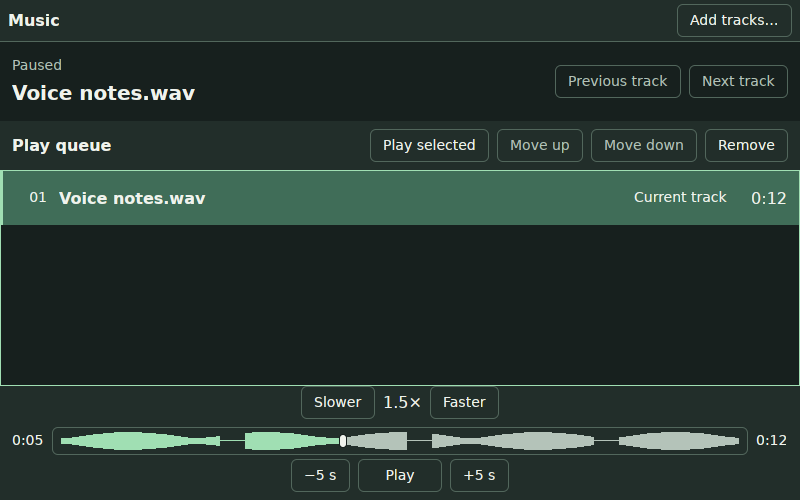 Music
Add tracks...
Paused
Voice notes.wav
Previous track
Next track
Play queue
Play selected
Move up
Move down
Remove
01 Voice notes.wav Current track 0:12
Slower 1.5× Faster
0:05
0:12
−5 s
Play
+5 s